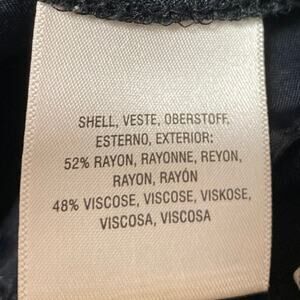 SHELL, VESTE, OBERSTOFF,
ESTERNO, EXTERIOR:
52% RAYON, RAYONNE, REYON,
RAYON, RAYÓN
48% VISCOSE, VISCOSE, VISKOSE,
VISCOSA, VISCOSA